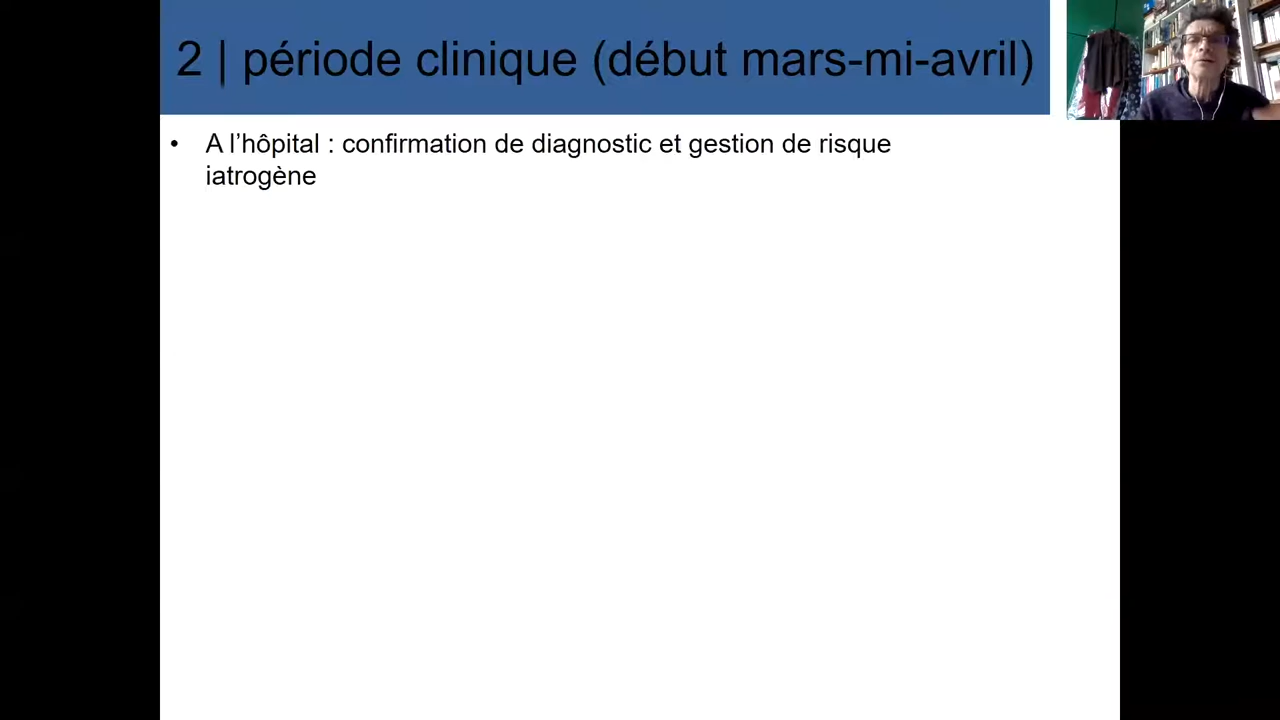 2 | période clinique (début mars-mi-avril)
• A l’hôpital : confirmation de diagnostic et gestion de risque
iatrogène